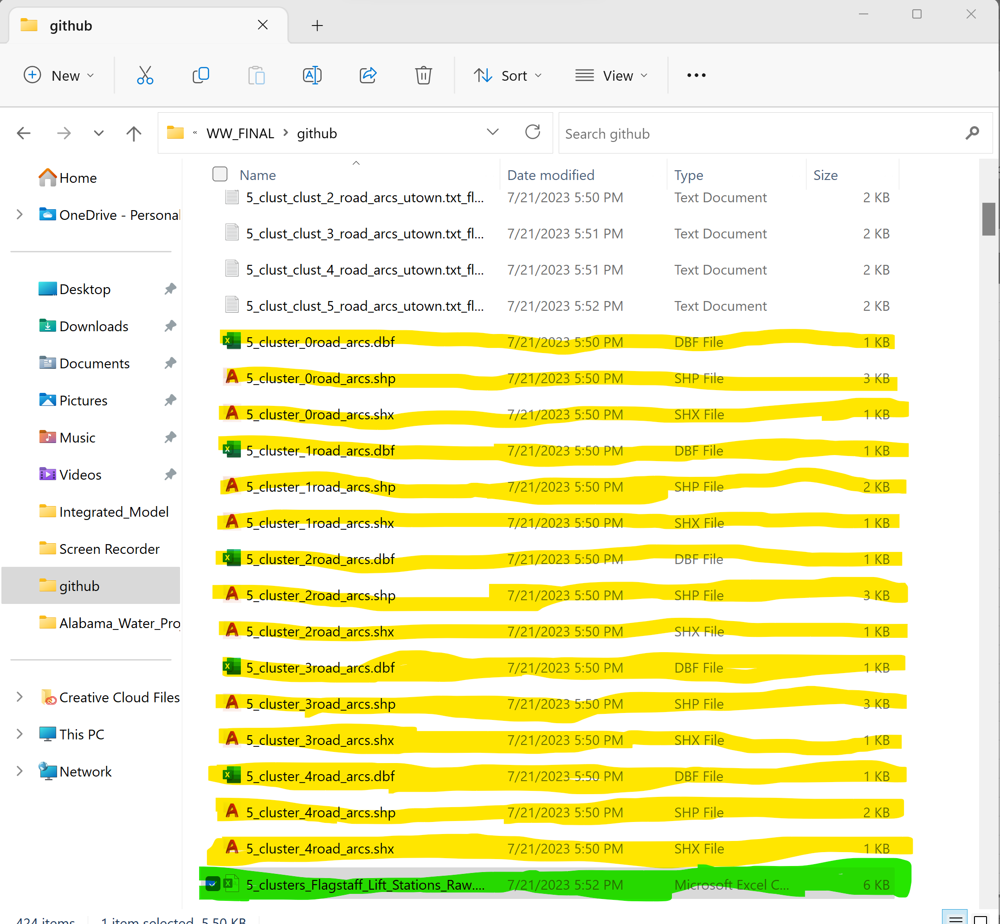 github
New
Sort
View
« WW_FINAL > github
Search github
Name Date modified Type Size
Home
OneDrive - Personal
Desktop
Downloads
Documents
Pictures
Music
Videos
Integrated_Model
Screen Recorder
github
Alabama_Water_Pro
Creative Cloud Files
This PC
Network
5_clust_clust_2_road_arcs_utown.txt_fl... 7/21/2023 5:50 PM Text Document 2 KB
5_clust_clust_3_road_arcs_utown.txt_fl... 7/21/2023 5:51 PM Text Document 2 KB
5_clust_clust_4_road_arcs_utown.txt_fl... 7/21/2023 5:51 PM Text Document 2 KB
5_clust_clust_5_road_arcs_utown.txt_fl... 7/21/2023 5:52 PM Text Document 2 KB
5_cluster_0road_arcs.dbf 7/21/2023 5:50 PM DBF File 1 KB
5_cluster_0road_arcs.shp 7/21/2023 5:50 PM SHP File 3 KB
5_cluster_0road_arcs.shx 7/21/2023 5:50 PM SHX File 1 KB
5_cluster_1road_arcs.dbf 7/21/2023 5:50 PM DBF File 1 KB
5_cluster_1road_arcs.shp 7/21/2023 5:50 PM SHP File 2 KB
5_cluster_1road_arcs.shx 7/21/2023 5:50 PM SHX File 1 KB
5_cluster_2road_arcs.dbf 7/21/2023 5:50 PM DBF File 1 KB
5_cluster_2road_arcs.shp 7/21/2023 5:50 PM SHP File 3 KB
5_cluster_2road_arcs.shx 7/21/2023 5:50 PM SHX File 1 KB
5_cluster_3road_arcs.dbf 7/21/2023 5:50 PM DBF File 1 KB
5_cluster_3road_arcs.shp 7/21/2023 5:50 PM SHP File 3 KB
5_cluster_3road_arcs.shx 7/21/2023 5:50 PM SHX File 1 KB
5_cluster_4road_arcs.dbf 7/21/2023 5:50 PM DBF File 1 KB
5_cluster_4road_arcs.shp 7/21/2023 5:50 PM SHP File 2 KB
5_cluster_4road_arcs.shx 7/21/2023 5:50 PM SHX File 1 KB
5_clusters_Flagstaff_Lift_Stations_Raw.... 7/21/2023 5:52 PM Microsoft Excel C... 6 KB
424 items 1 item selected 5.50 KB